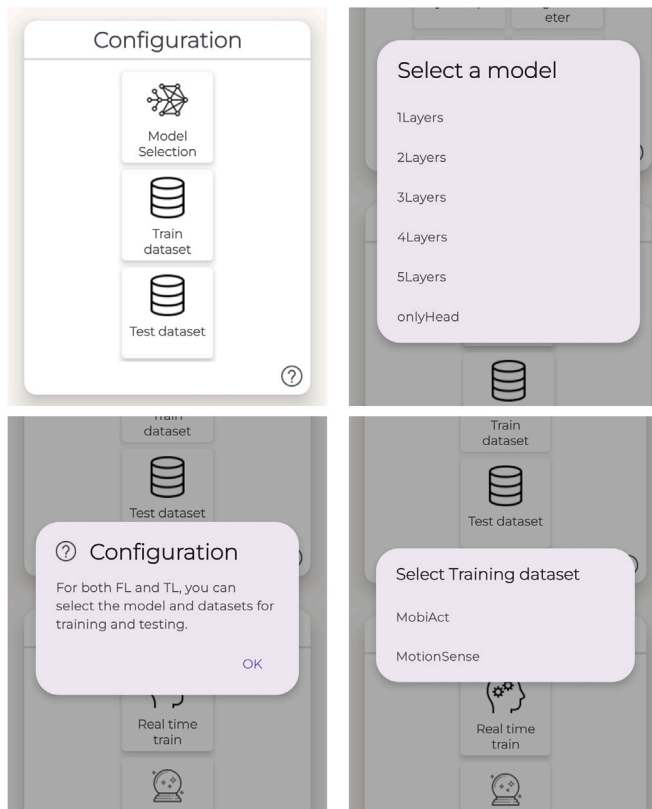 Configuration
Model
Selection
Train
dataset
Test dataset
eter
Select a model
1Layers
2Layers
3Layers
4Layers
5Layers
onlyHead
dataset
Test dataset
Configuration
For both FL and TL, you can
select the model and datasets for
training and testing.
OK
Real time
train
Train
dataset
Test dataset
Select Training dataset
MobiAct
MotionSense
Real time
train